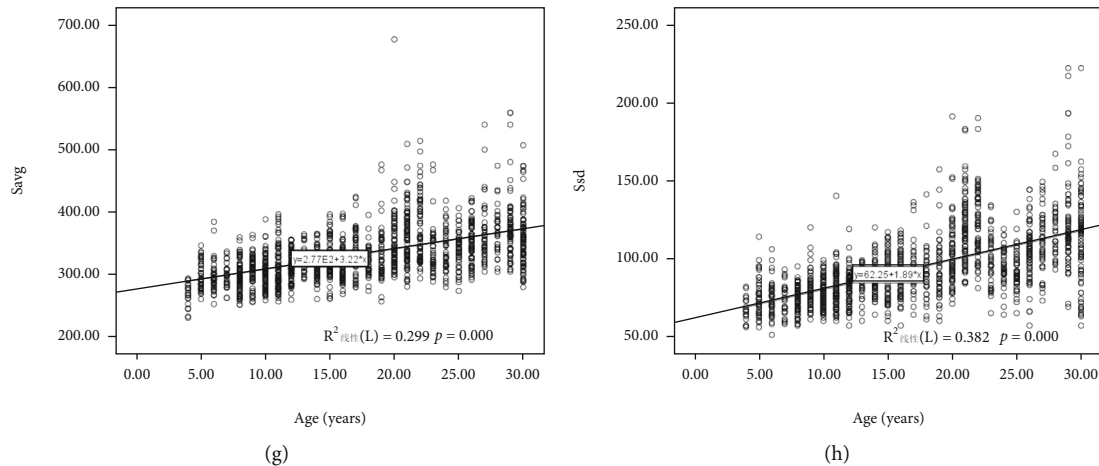 700.00
600.00
500.00
400.00
300.00
200.00
Savg
y=2.77E2+3.22*x
R² 线性(L) = 0.299 p = 0.000
0.00 5.00 10.00 15.00 20.00 25.00 30.00
Age (years)
(g)
250.00
200.00
150.00
100.00
50.00
Ssd
y=62.25+1.89*x
R² 线性(L) = 0.382 p = 0.000
0.00 5.00 10.00 15.00 20.00 25.00 30.00
Age (years)
(h)